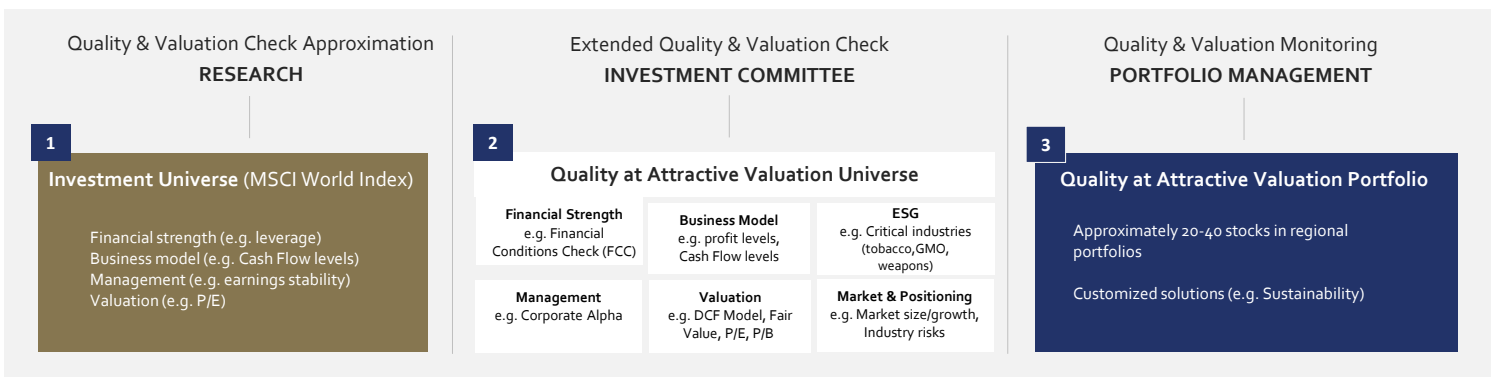 Quality & Valuation Check Approximation
RESEARCH
1
Investment Universe (MSCI World Index)
Financial strength (e.g. leverage)
Business model (e.g. Cash Flow levels)
Management (e.g. earnings stability)
Valuation (e.g. P/E)
Extended Quality & Valuation Check
INVESTMENT COMMITTEE
2
Quality at Attractive Valuation Universe
Financial Strength
e.g. Financial
Conditions Check (FCC)
Business Model
e.g. profit levels,
Cash Flow levels
ESG
e.g. Critical industries
(tobacco,GMO,
weapons)
Management
e.g. Corporate Alpha
Valuation
e.g. DCF Model, Fair
Value, P/E, P/B
Market & Positioning
e.g. Market size/growth,
Industry risks
Quality & Valuation Monitoring
PORTFOLIO MANAGEMENT
3
Quality at Attractive Valuation Portfolio
Approximately 20-40 stocks in regional
portfolios
Customized solutions (e.g. Sustainability)